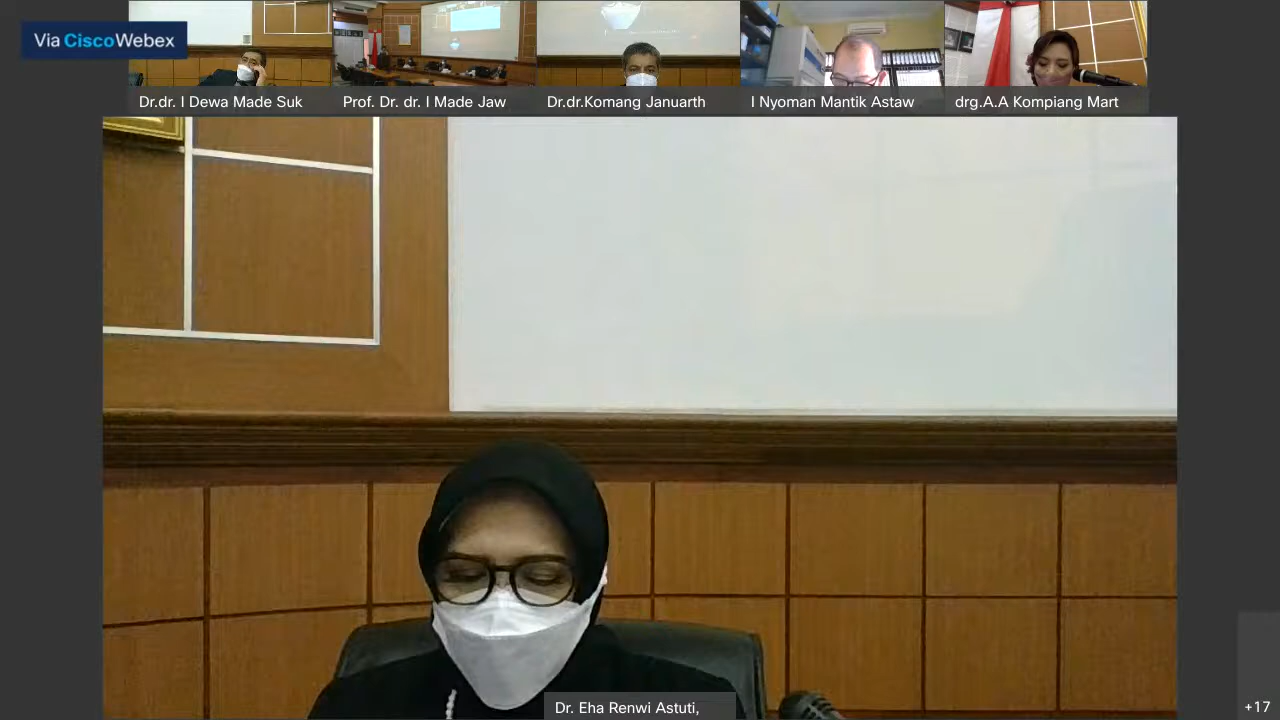 Via CiscoWebex
Dr.dr. I Dewa Made Suk
Prof. Dr. dr. I Made Jaw
Dr.dr.Komang Januarth
I Nyoman Mantik Astaw
drg.A.A Kompiang Mart
Dr. Eha Renwi Astuti,
+17